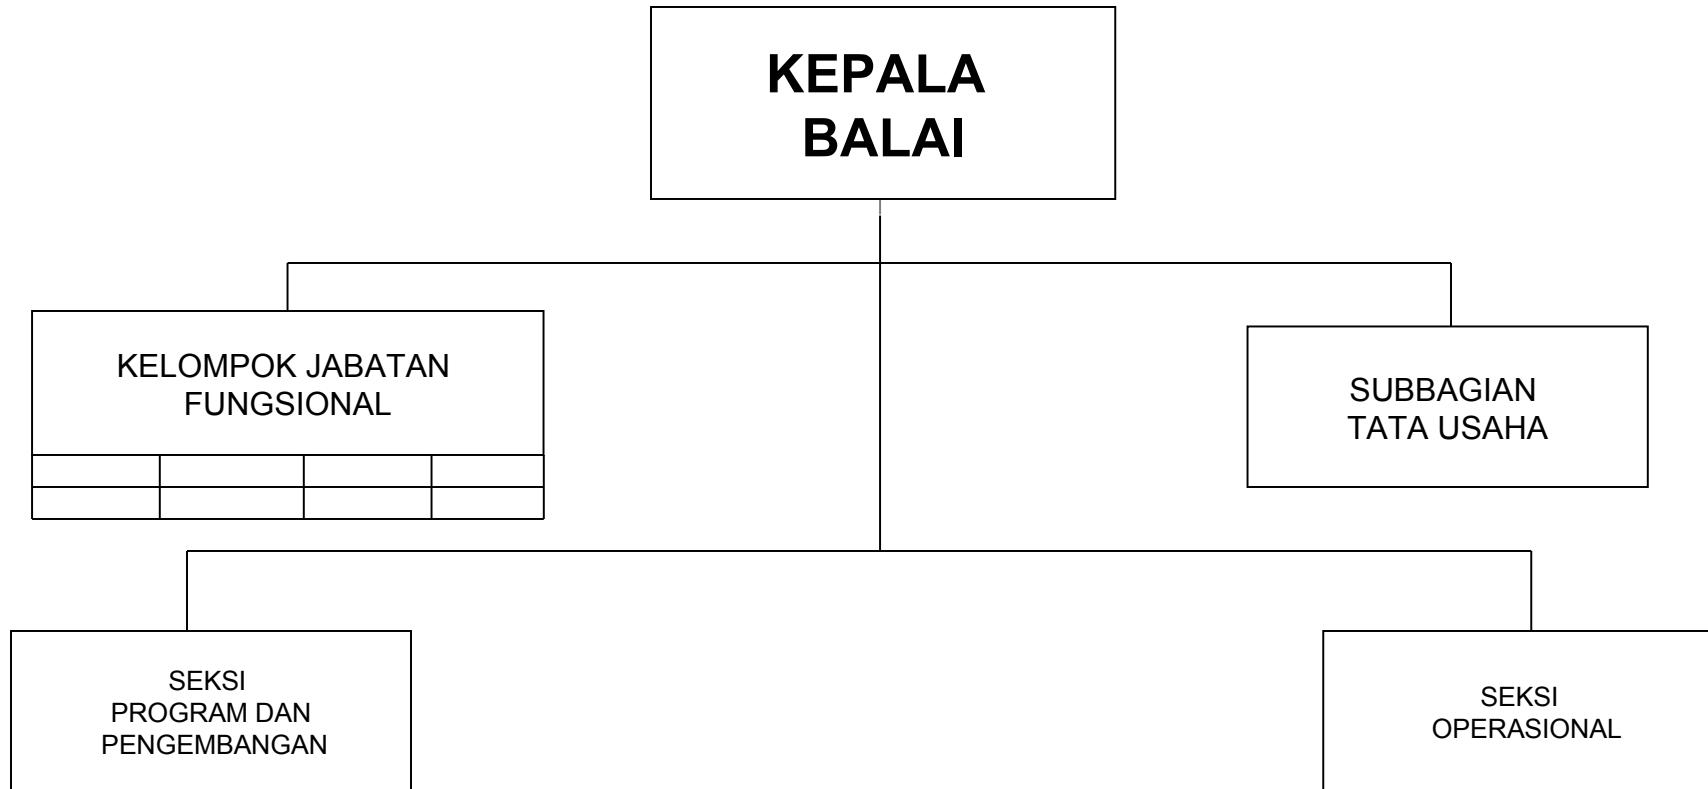 KEPALA
BALAI
KELOMPOK JABATAN
FUNGSIONAL
SUBBAGIAN
TATA USAHA
SEKSI
PROGRAM DAN
PENGEMBANGAN
SEKSI
OPERASIONAL